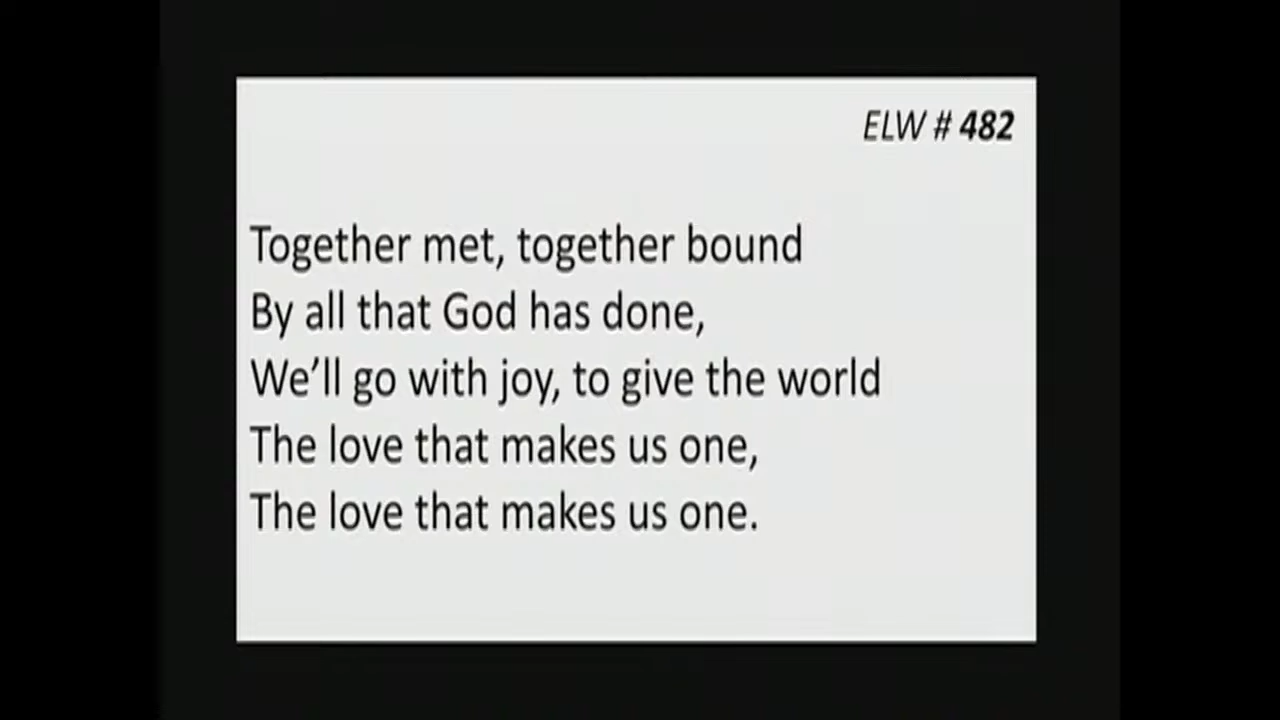 ELW # 482
Together met, together bound
By all that God has done,
We'll go with joy, to give the world
The love that makes us one,
The love that makes us one.